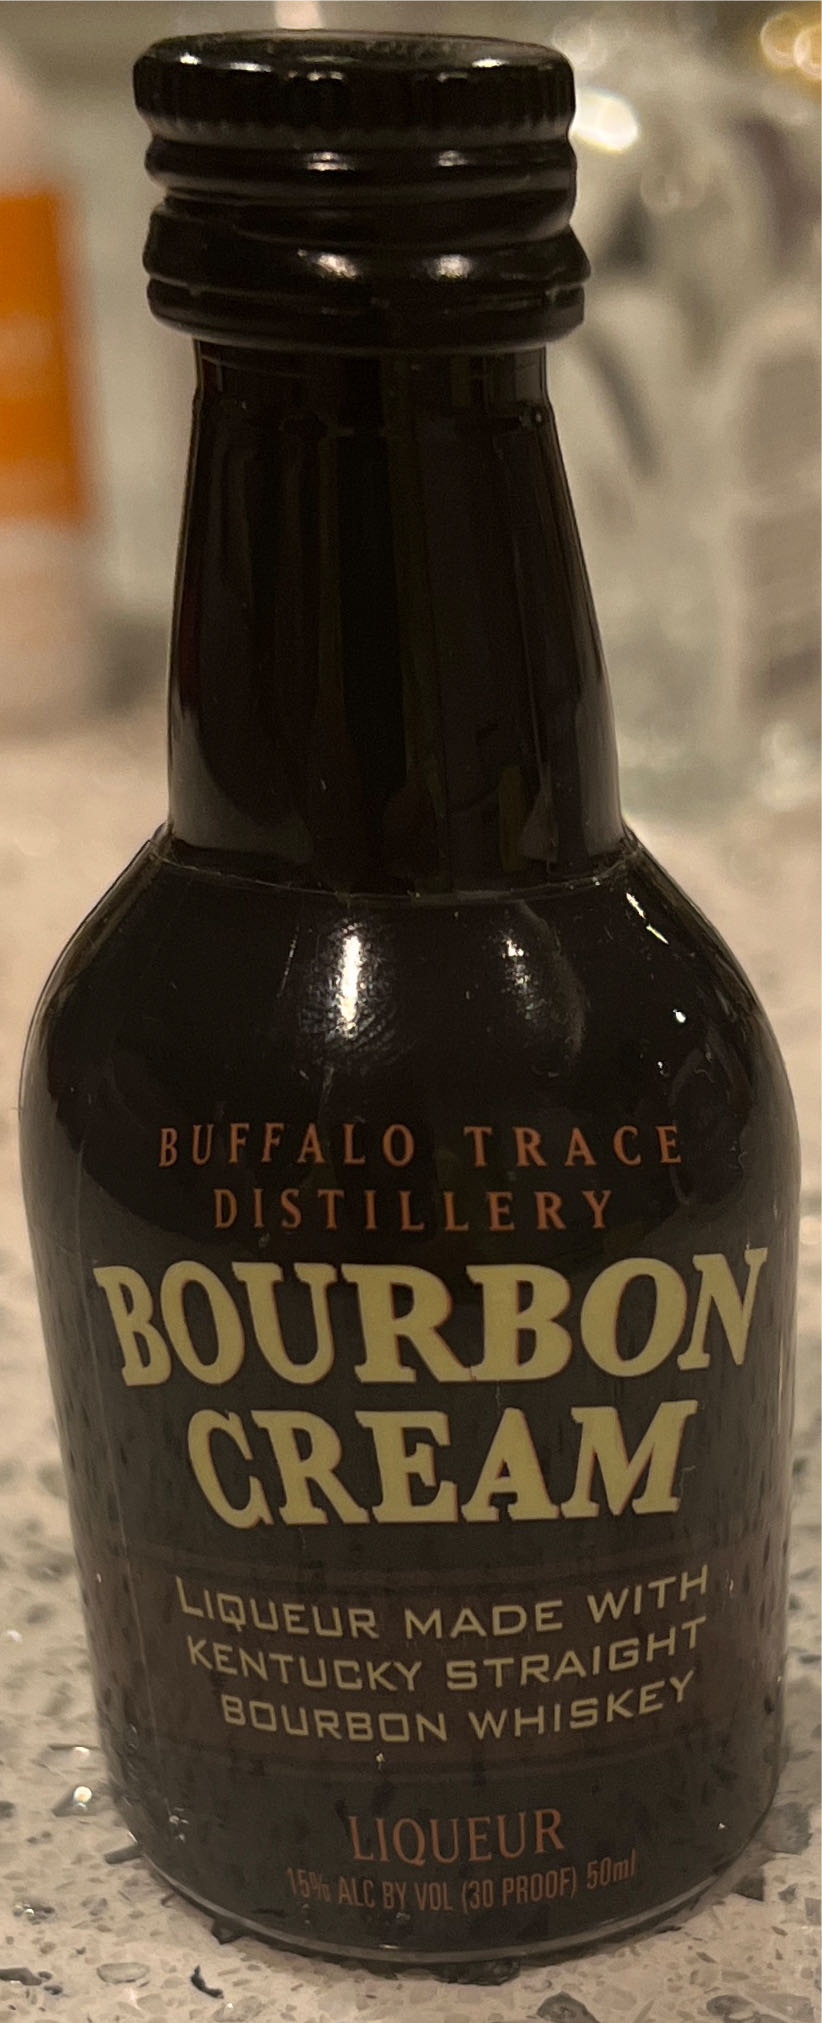 BUFFALO TRACE
DISTILLERY
BOURBON
CREAM
LIQUEUR MADE WITH
KENTUCKY STRAIGHT
BOURBON WHISKEY
LIQUEUR
15% ALC BY VOL (30 PROOF) 50ml